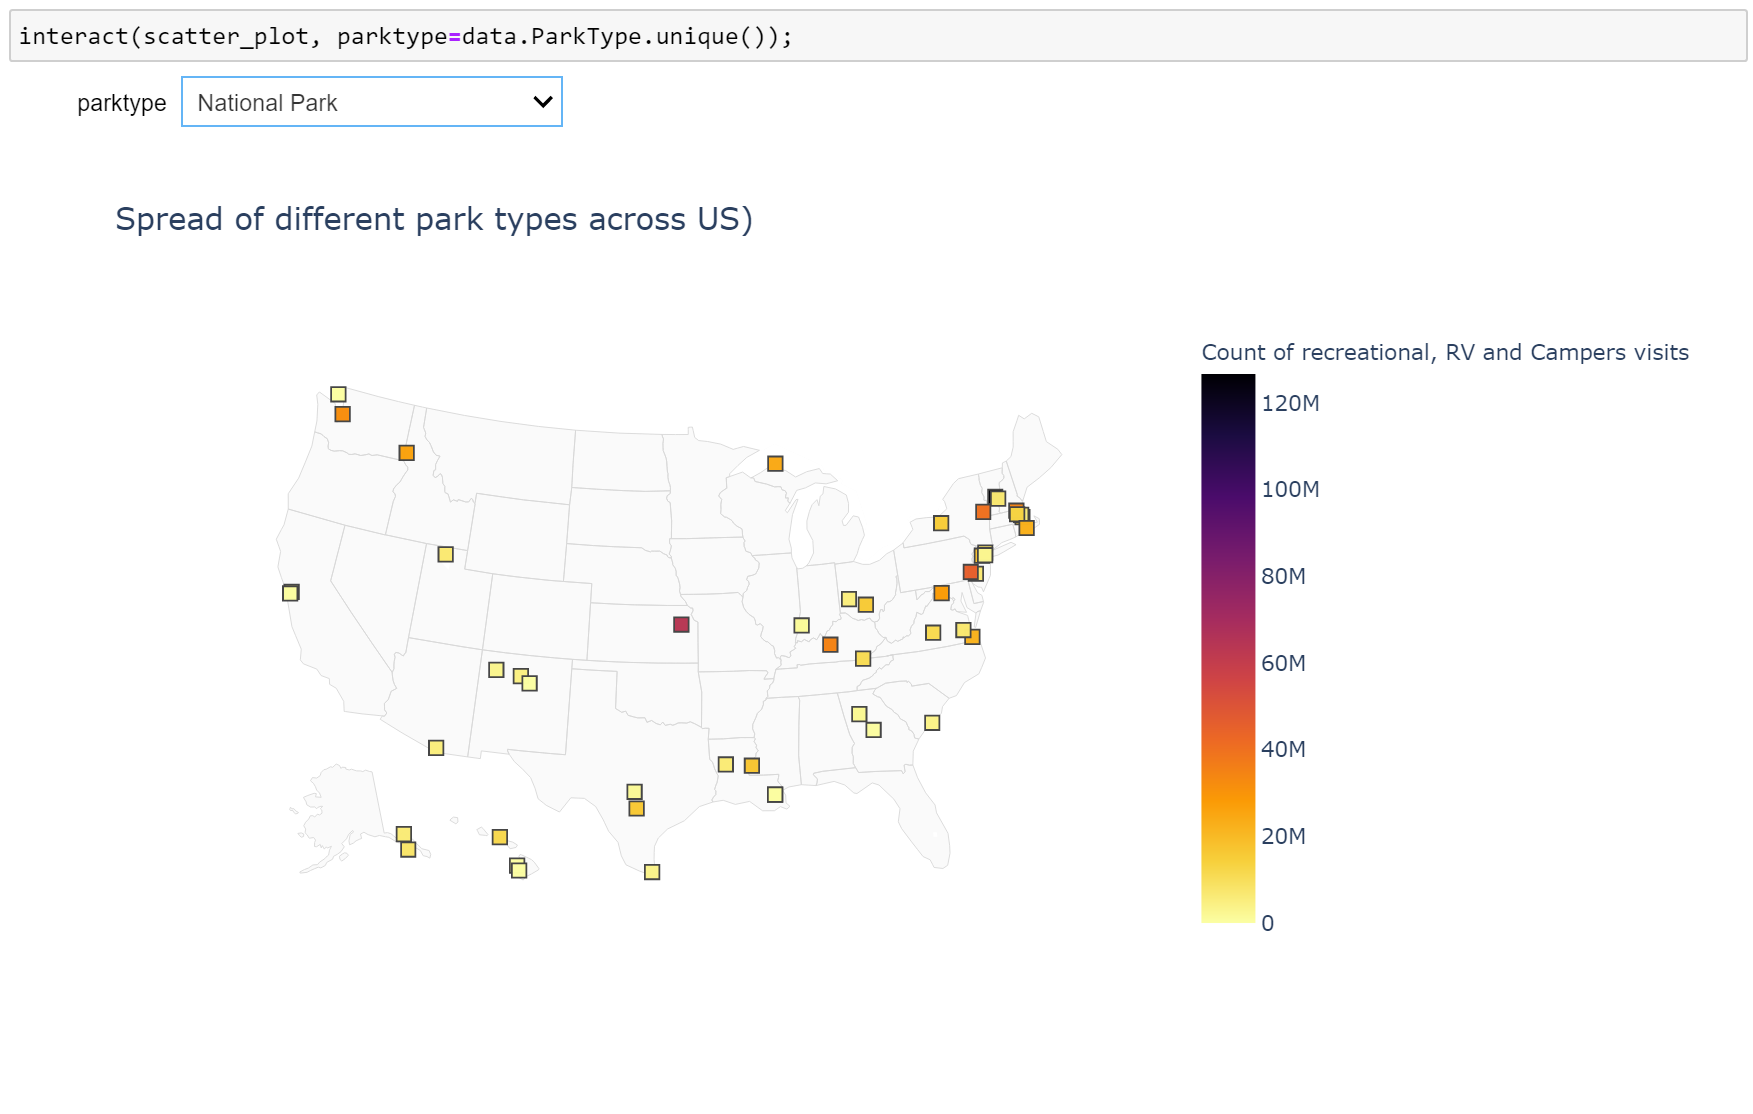 interact(scatter_plot, parktype=data.ParkType.unique());
parktype National Park
Spread of different park types across US)
Count of recreational, RV and Campers visits
120M
100M
80M
60M
40M
20M
0